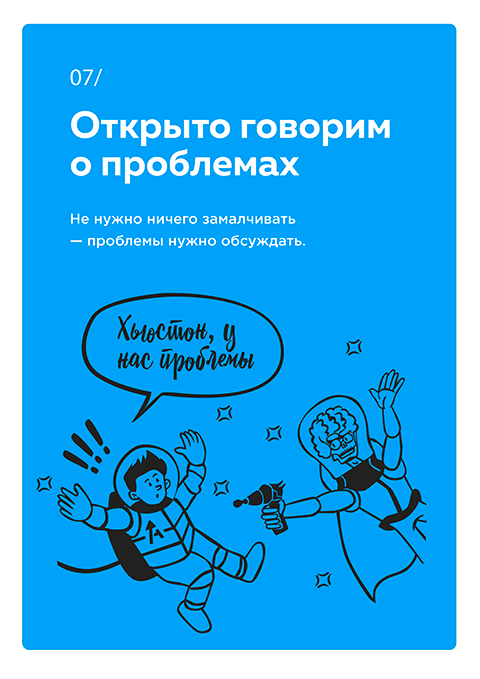 07/
Открыто говорим
о проблемах
Не нужно ничего замалчивать
— проблемы нужно обсуждать.
Хьюстон, у
нас проблемы
!!!